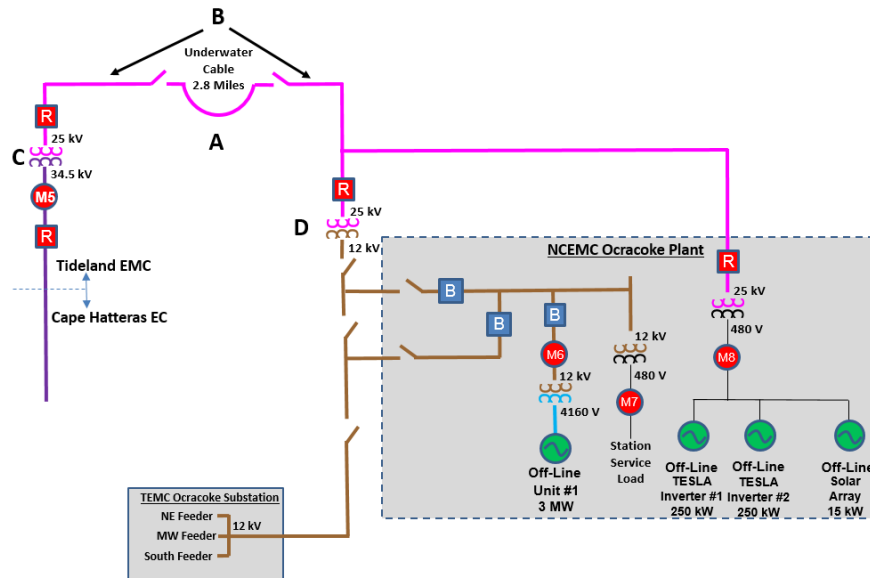 B
Underwater
Cable
2.8 Miles
A
R
25 kV
C
34.5 kV
M5
R
Tideland EMC
Cape Hatteras EC
R
25 kV
D
12 kV
NCEMC Ocracoke Plant
R
25 kV
480 V
M8
B
B
B
M6
12 kV
4160 V
12 kV
480 V
M7
Station
Service
Load
Off-Line
Unit #1
3 MW
Off-Line
TESLA
Inverter #1
250 kW
Off-Line
TESLA
Inverter #2
250 kW
Off-Line
Solar
Array
15 kW
TEMC Ocracoke Substation
NE Feeder
12 kV
MW Feeder
South Feeder